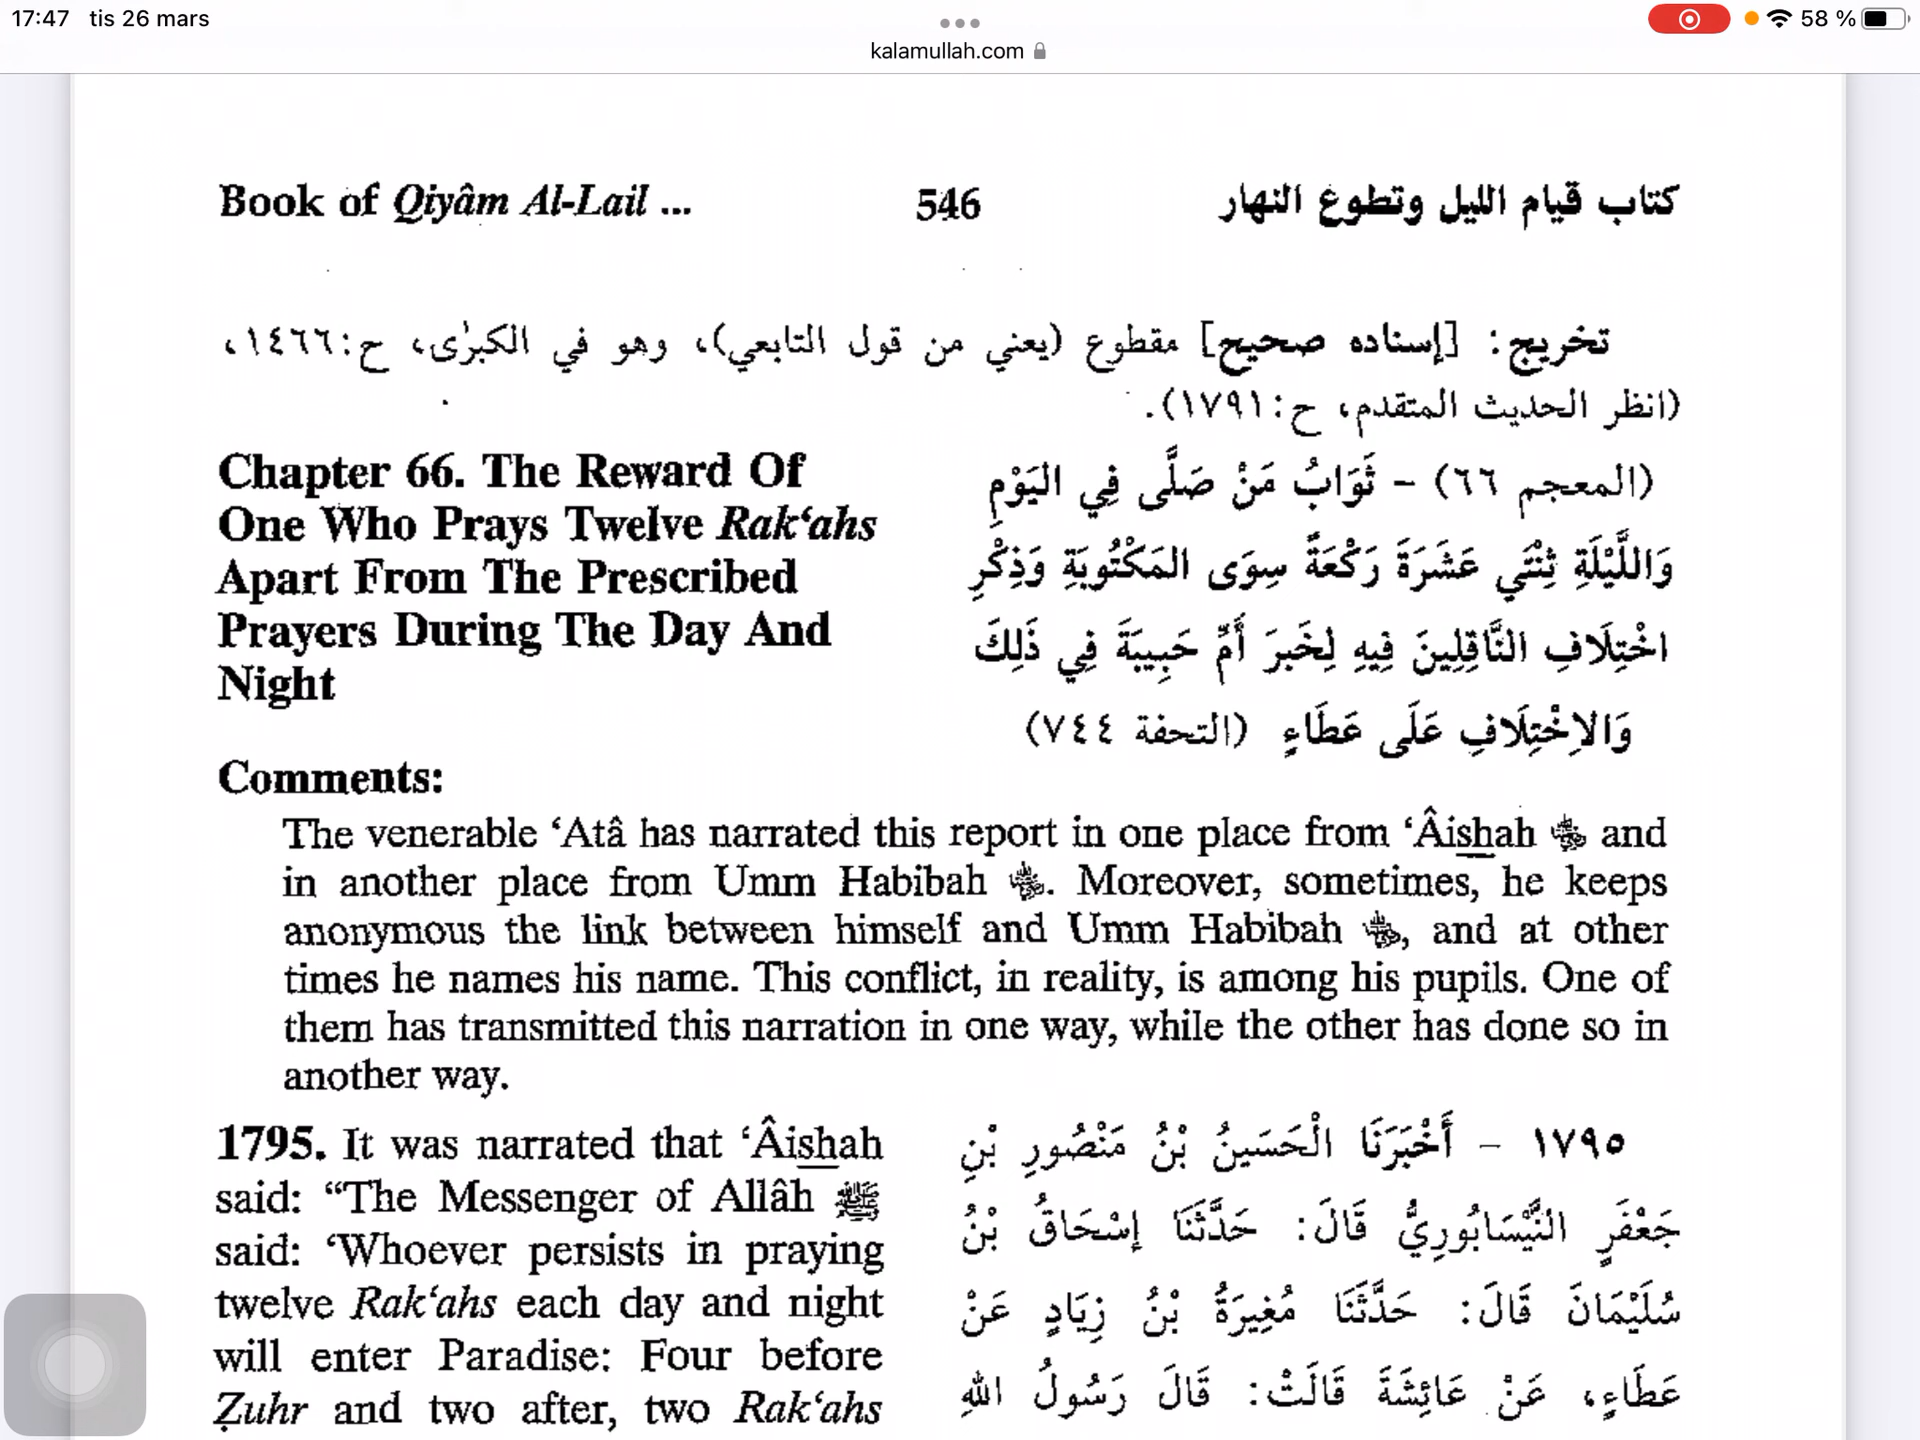 17:47 tis 26 mars
58 %
kalamullah.com
Book of Qiyâm Al-Lail ... 546 كتاب قيام الليل وتطوع النهار
تخريج: [إسناده صحيح] مقطوع (يعني من قول التابعي)، وهو في الكبرٰى، ح:١٤٦٦،
(انظر الحديث المتقدم، ح:١٧٩١).
Chapter 66. The Reward Of
One Who Prays Twelve Rak‘ahs
Apart From The Prescribed
Prayers During The Day And
Night
(المعجم ٦٦) - ثَوَابُ مَنْ صَلَّى فِي اليَوْمِ
وَاللَّيْلَةِ ثِنْتَي عَشَرَةَ رَكْعَةً سِوَى المَكْتُوبَةِ وَذِكْرِ
اخْتِلَافِ النَّاقِلِينَ فِيهِ لِخَبَرَ أُمِّ حَبِيبَةَ فِي ذَلِكَ
وَالاِخْتِلَافِ عَلَى عَطَاءٍ (التحفة ٧٤٤)
Comments:
The venerable ‘Atâ has narrated this report in one place from ‘Âishah and
in another place from Umm Habibah . Moreover, sometimes, he keeps
anonymous the link between himself and Umm Habibah , and at other
times he names his name. This conflict, in reality, is among his pupils. One of
them has transmitted this narration in one way, while the other has done so in
another way.
1795. It was narrated that ‘Âishah
said: “The Messenger of Allâh ﷺ
said: ‘Whoever persists in praying
twelve Rak‘ahs each day and night
will enter Paradise: Four before
Ẓuhr and two after, two Rak‘ahs
١٧٩٥ - أَخْبَرَنَا الْحَسَينُ بْنُ مَنْصُورِ بْنِ
جَعْفَرٍ النَّيْسَابُورِيُّ قَالَ: حَدَّثَنَا إِسْحَاقُ بْنُ
سُلَيْمَانَ قَالَ: حَدَّثَنَا مُغِيرَةُ بْنُ زِيَادٍ عَنْ
عَطَاءٍ، عَنْ عَائِشَةَ قَالَتْ: قَالَ رَسُولُ اللهِ